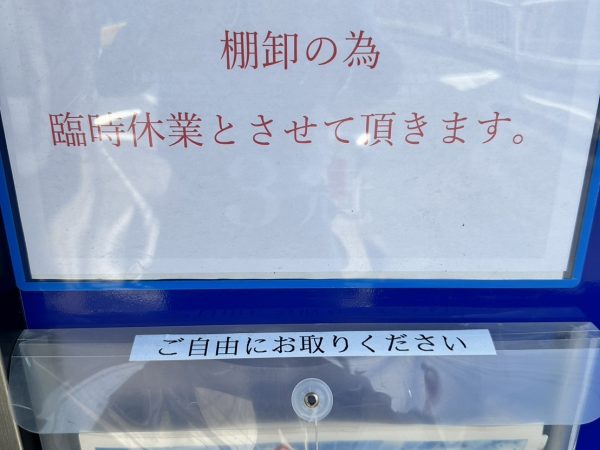 棚卸の為
臨時休業とさせて頂きます。
ご自由にお取りください